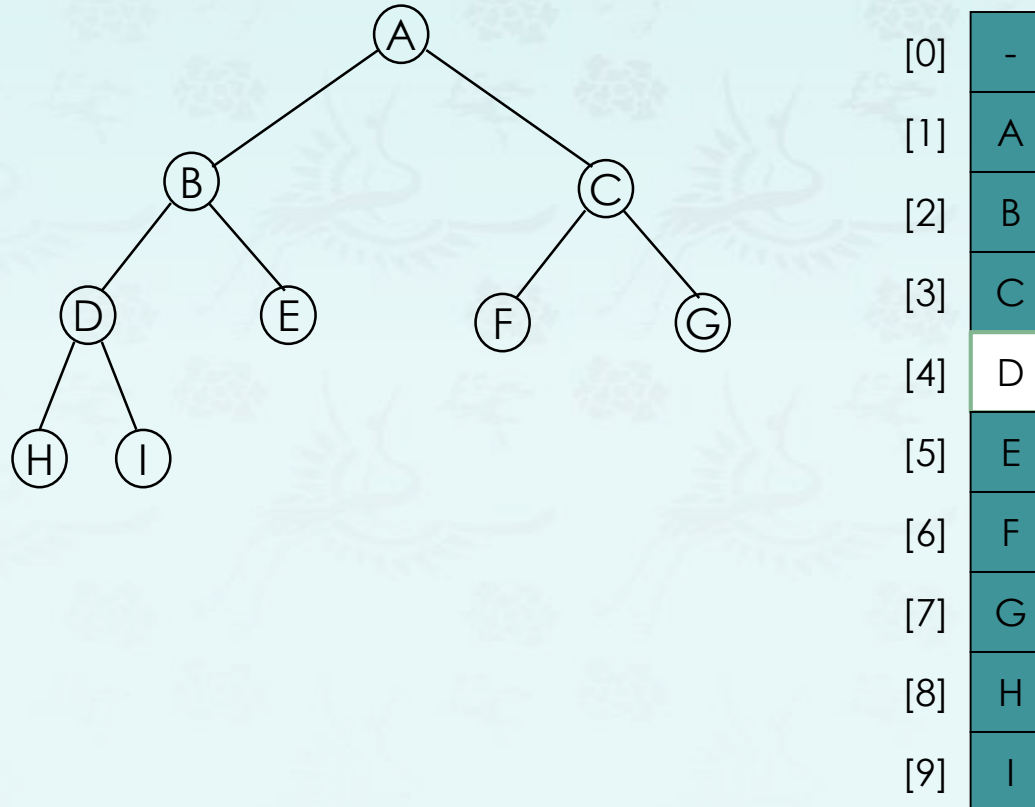 A
B
C
D
E
F
G
H
I
[0] -
[1] A
[2] B
[3] C
[4] D
[5] E
[6] F
[7] G
[8] H
[9] I